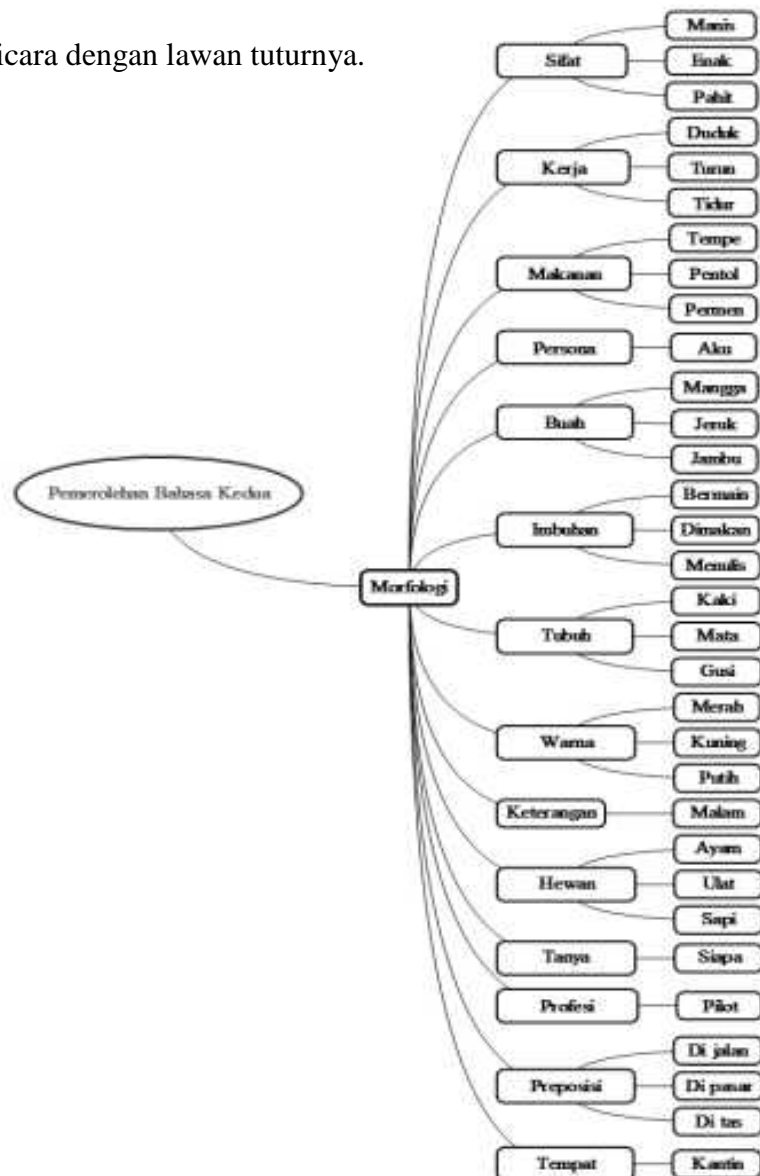 icara dengan lawan tuturnya.
Pemerolehan Bahasa Kedua
Morfologi
Sifat
Manis
Enak
Pahit
Kerja
Duduk
Turun
Tidur
Makanan
Tempe
Pentol
Permen
Persona
Aku
Buah
Mangga
Jeruk
Jambu
Imbuhan
Bermain
Dimakan
Menulis
Tubuh
Kaki
Mata
Gusi
Warna
Merah
Kuning
Putih
Keterangan
Malam
Hewan
Ayam
Ulat
Sapi
Tanya
Siapa
Profesi
Pilot
Preposisi
Di jalan
Di pasar
Di tas
Tempat
Kantin